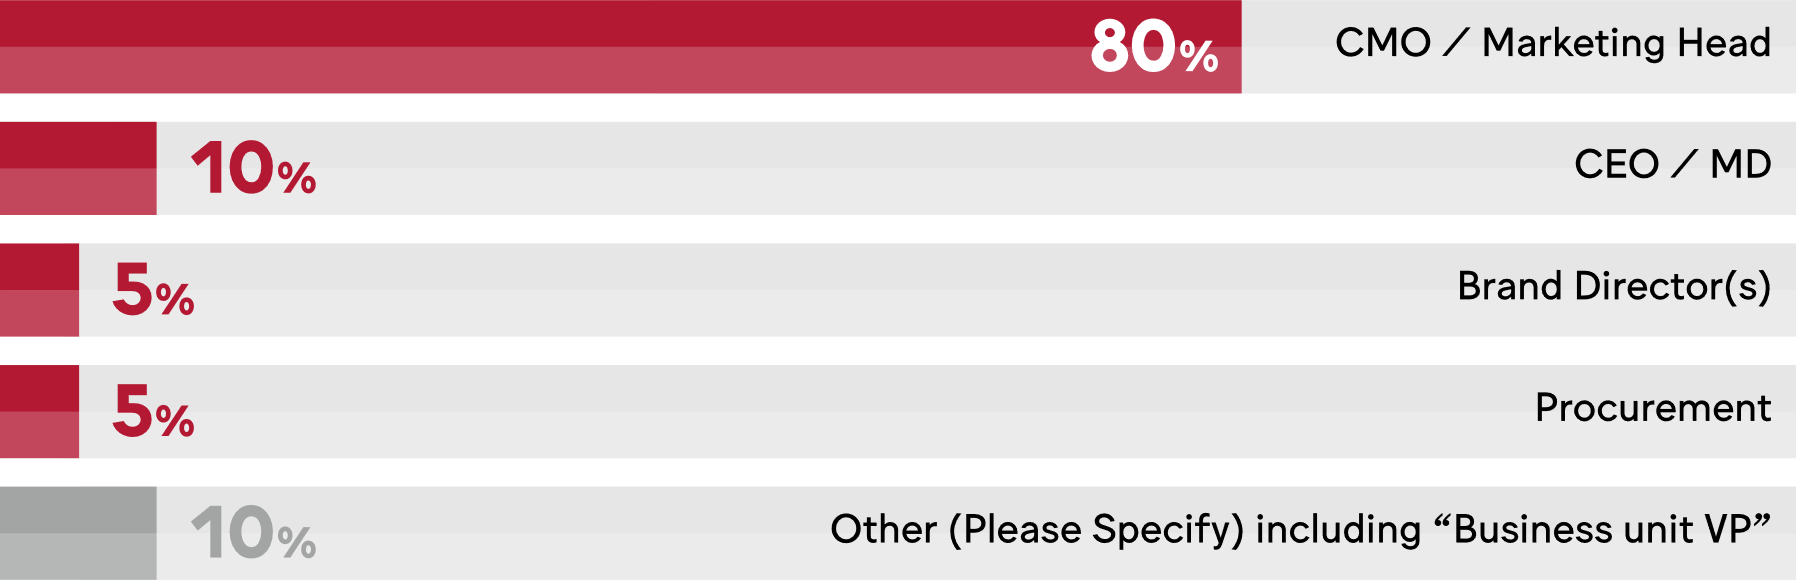 80% CMO / Marketing Head
10% CEO / MD
5% Brand Director(s)
5% Procurement
10% Other (Please Specify) including “Business unit VP”